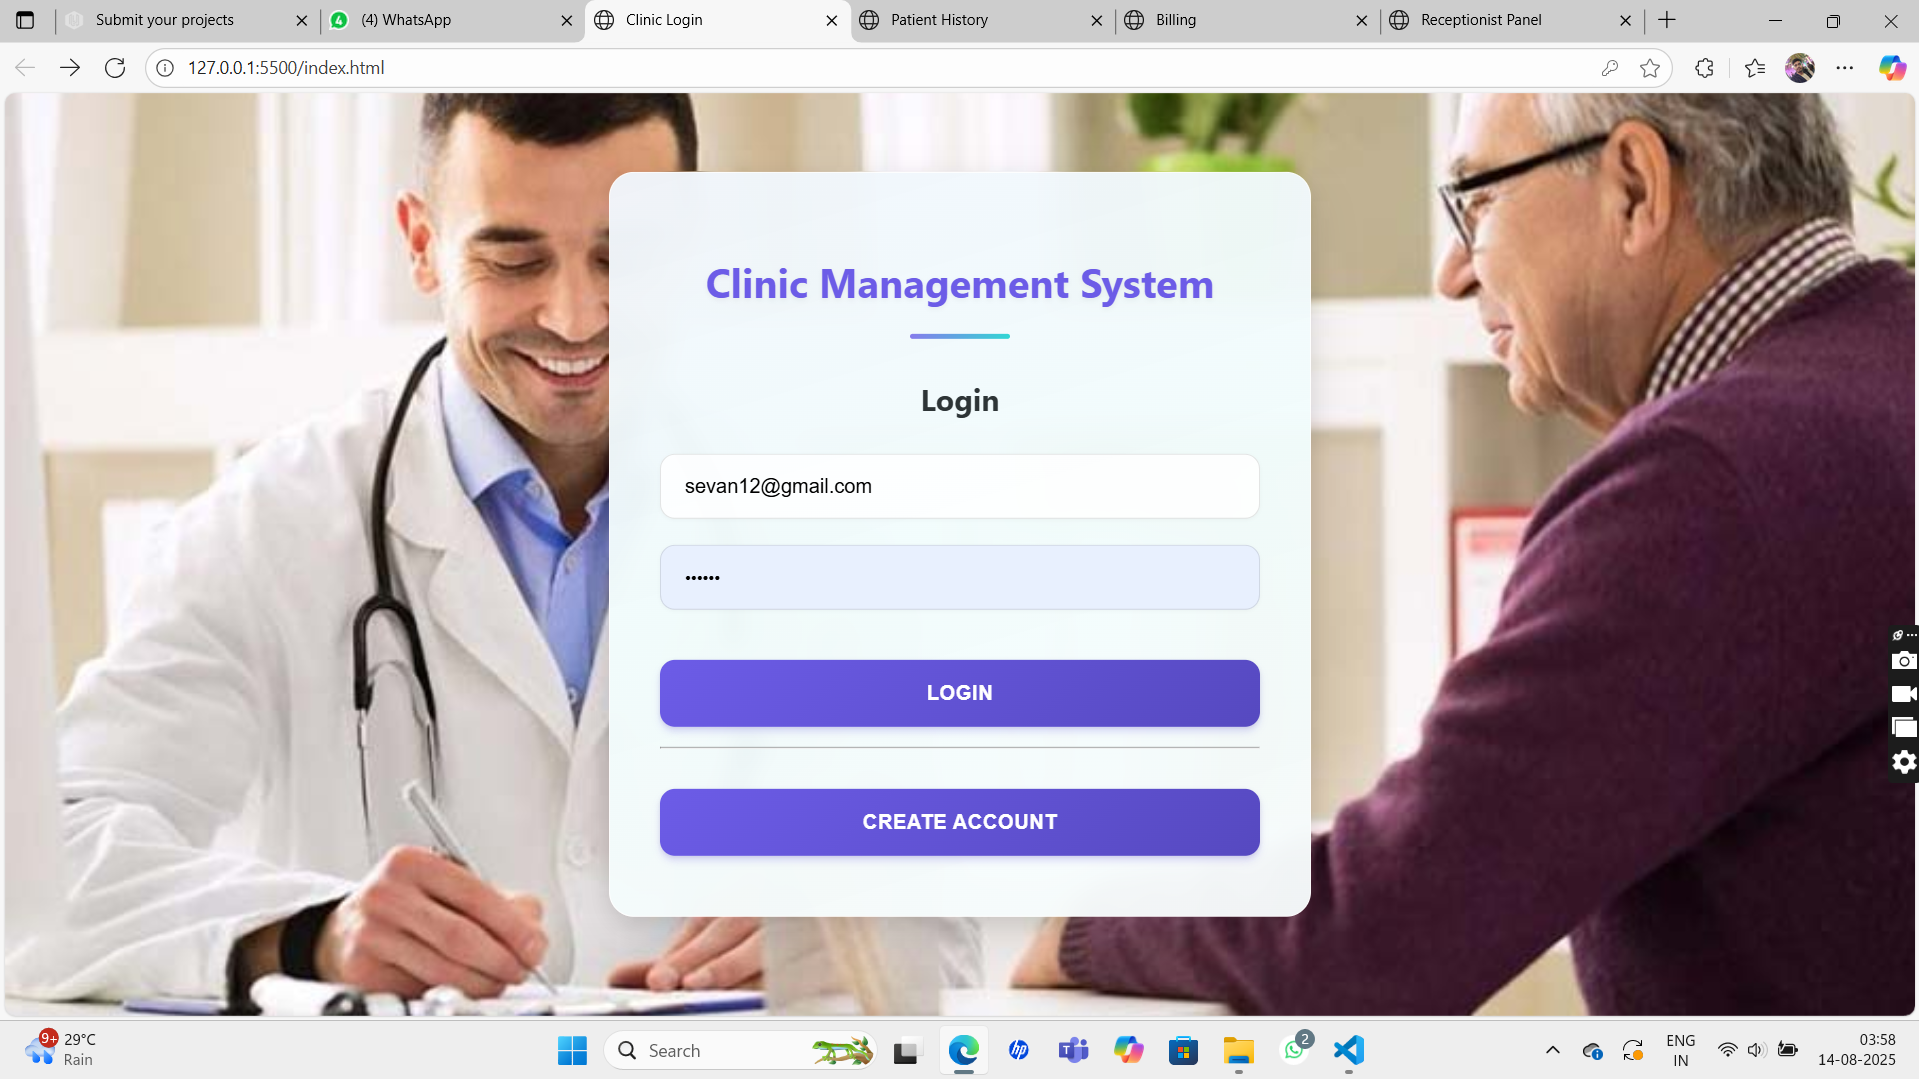 Submit your projects
(4) WhatsApp
Clinic Login
Patient History
Billing
Receptionist Panel
127.0.0.1:5500/index.html
Clinic Management System
Login
sevan12@gmail.com
••••••
LOGIN
CREATE ACCOUNT
9+
29°C
Rain
Search
hp
2
ENG
IN
03:58
14-08-2025